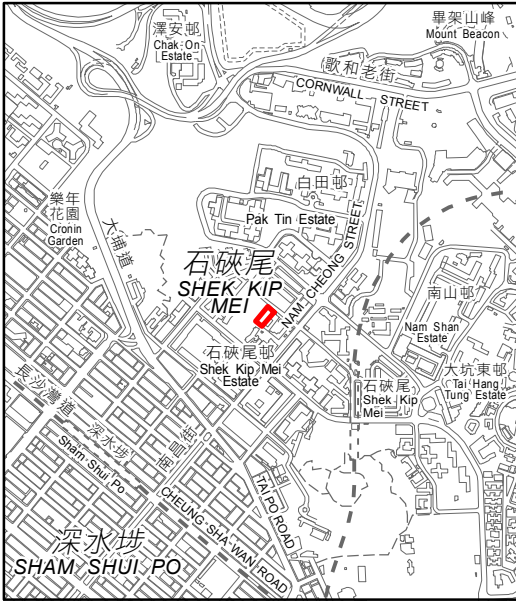 澤安邨
Chak On
Estate
畢架山峰
Mount Beacon
歌和老街
CORNWALL STREET
樂年
花園
Cronin
Garden
大埔道
白田邨
Pak Tin Estate
NAM CHEONG STREET
石硤尾
SHEK KIP
MEI
南山邨
Nam Shan
Estate
石硤尾邨
Shek Kip Mei
Estate
石硤尾
Shek Kip
Mei
大坑東邨
Tai Hang
Tung Estate
長沙灣道
深水埗
Sham Shui Po
南昌街
TAI PO ROAD
CHEUNG SHA WAN ROAD
深水埗
SHAM SHUI PO